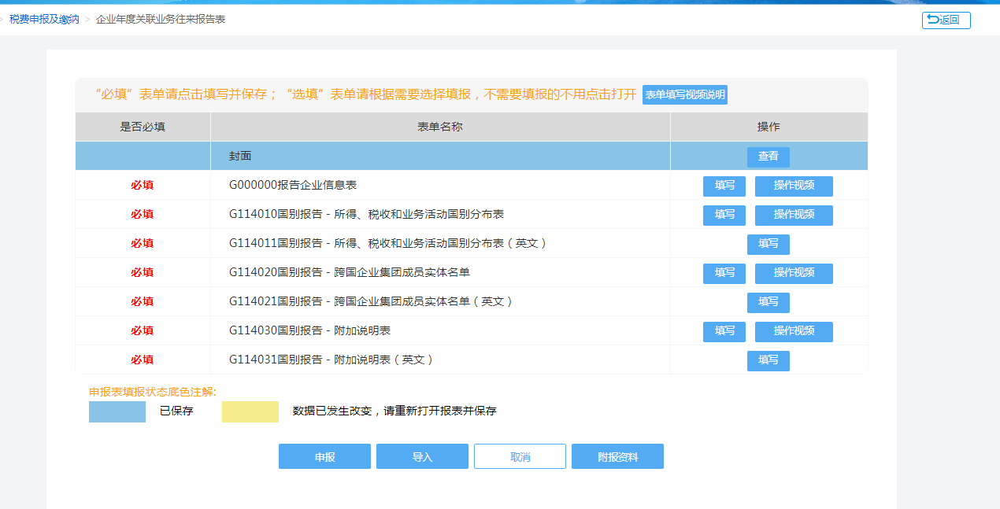 > 税费申报及缴纳 > 企业年度关联业务往来报告表 返回
“必填”表单请点击填写并保存；“选填”表单请根据需要选择填报，不需要填报的不用点击打开 表单填写视频说明
是否必填 表单名称 操作
封面 查看
必填 G000000报告企业信息表 填写 操作视频
必填 G114010国别报告－所得、税收和业务活动国别分布表 填写 操作视频
必填 G114011国别报告－所得、税收和业务活动国别分布表（英文） 填写
必填 G114020国别报告－跨国企业集团成员实体名单 填写 操作视频
必填 G114021国别报告－跨国企业集团成员实体名单（英文） 填写
必填 G114030国别报告－附加说明表 填写 操作视频
必填 G114031国别报告－附加说明表（英文） 填写
申报表填报状态底色注解:
已保存 数据已发生改变，请重新打开报表并保存
申报 导入 取消 附报资料